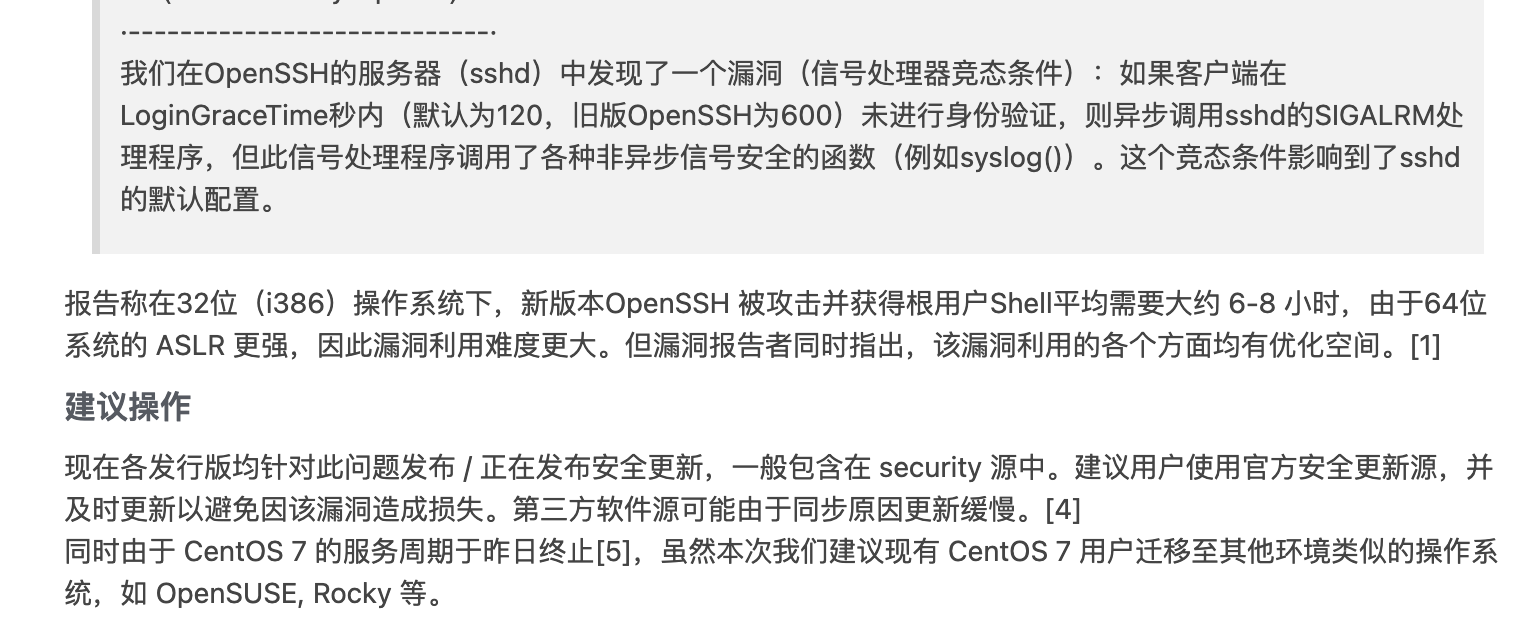 .----------------------------.
我们在OpenSSH的服务器（sshd）中发现了一个漏洞（信号处理器竞态条件）：如果客户端在
LoginGraceTime秒内（默认为120，旧版OpenSSH为600）未进行身份验证，则异步调用sshd的SIGALRM处
理程序，但此信号处理程序调用了各种非异步信号安全的函数（例如syslog()）。这个竞态条件影响到了sshd
的默认配置。
报告称在32位（i386）操作系统下，新版本OpenSSH 被攻击并获得根用户Shell平均需要大约 6-8 小时，由于64位
系统的 ASLR 更强，因此漏洞利用难度更大。但漏洞报告者同时指出，该漏洞利用的各个方面均有优化空间。[1]
建议操作
现在各发行版均针对此问题发布 / 正在发布安全更新，一般包含在 security 源中。建议用户使用官方安全更新源，并
及时更新以避免因该漏洞造成损失。第三方软件源可能由于同步原因更新缓慢。[4]
同时由于 CentOS 7 的服务周期于昨日终止[5]，虽然本次我们建议现有 CentOS 7 用户迁移至其他环境类似的操作系
统，如 OpenSUSE, Rocky 等。